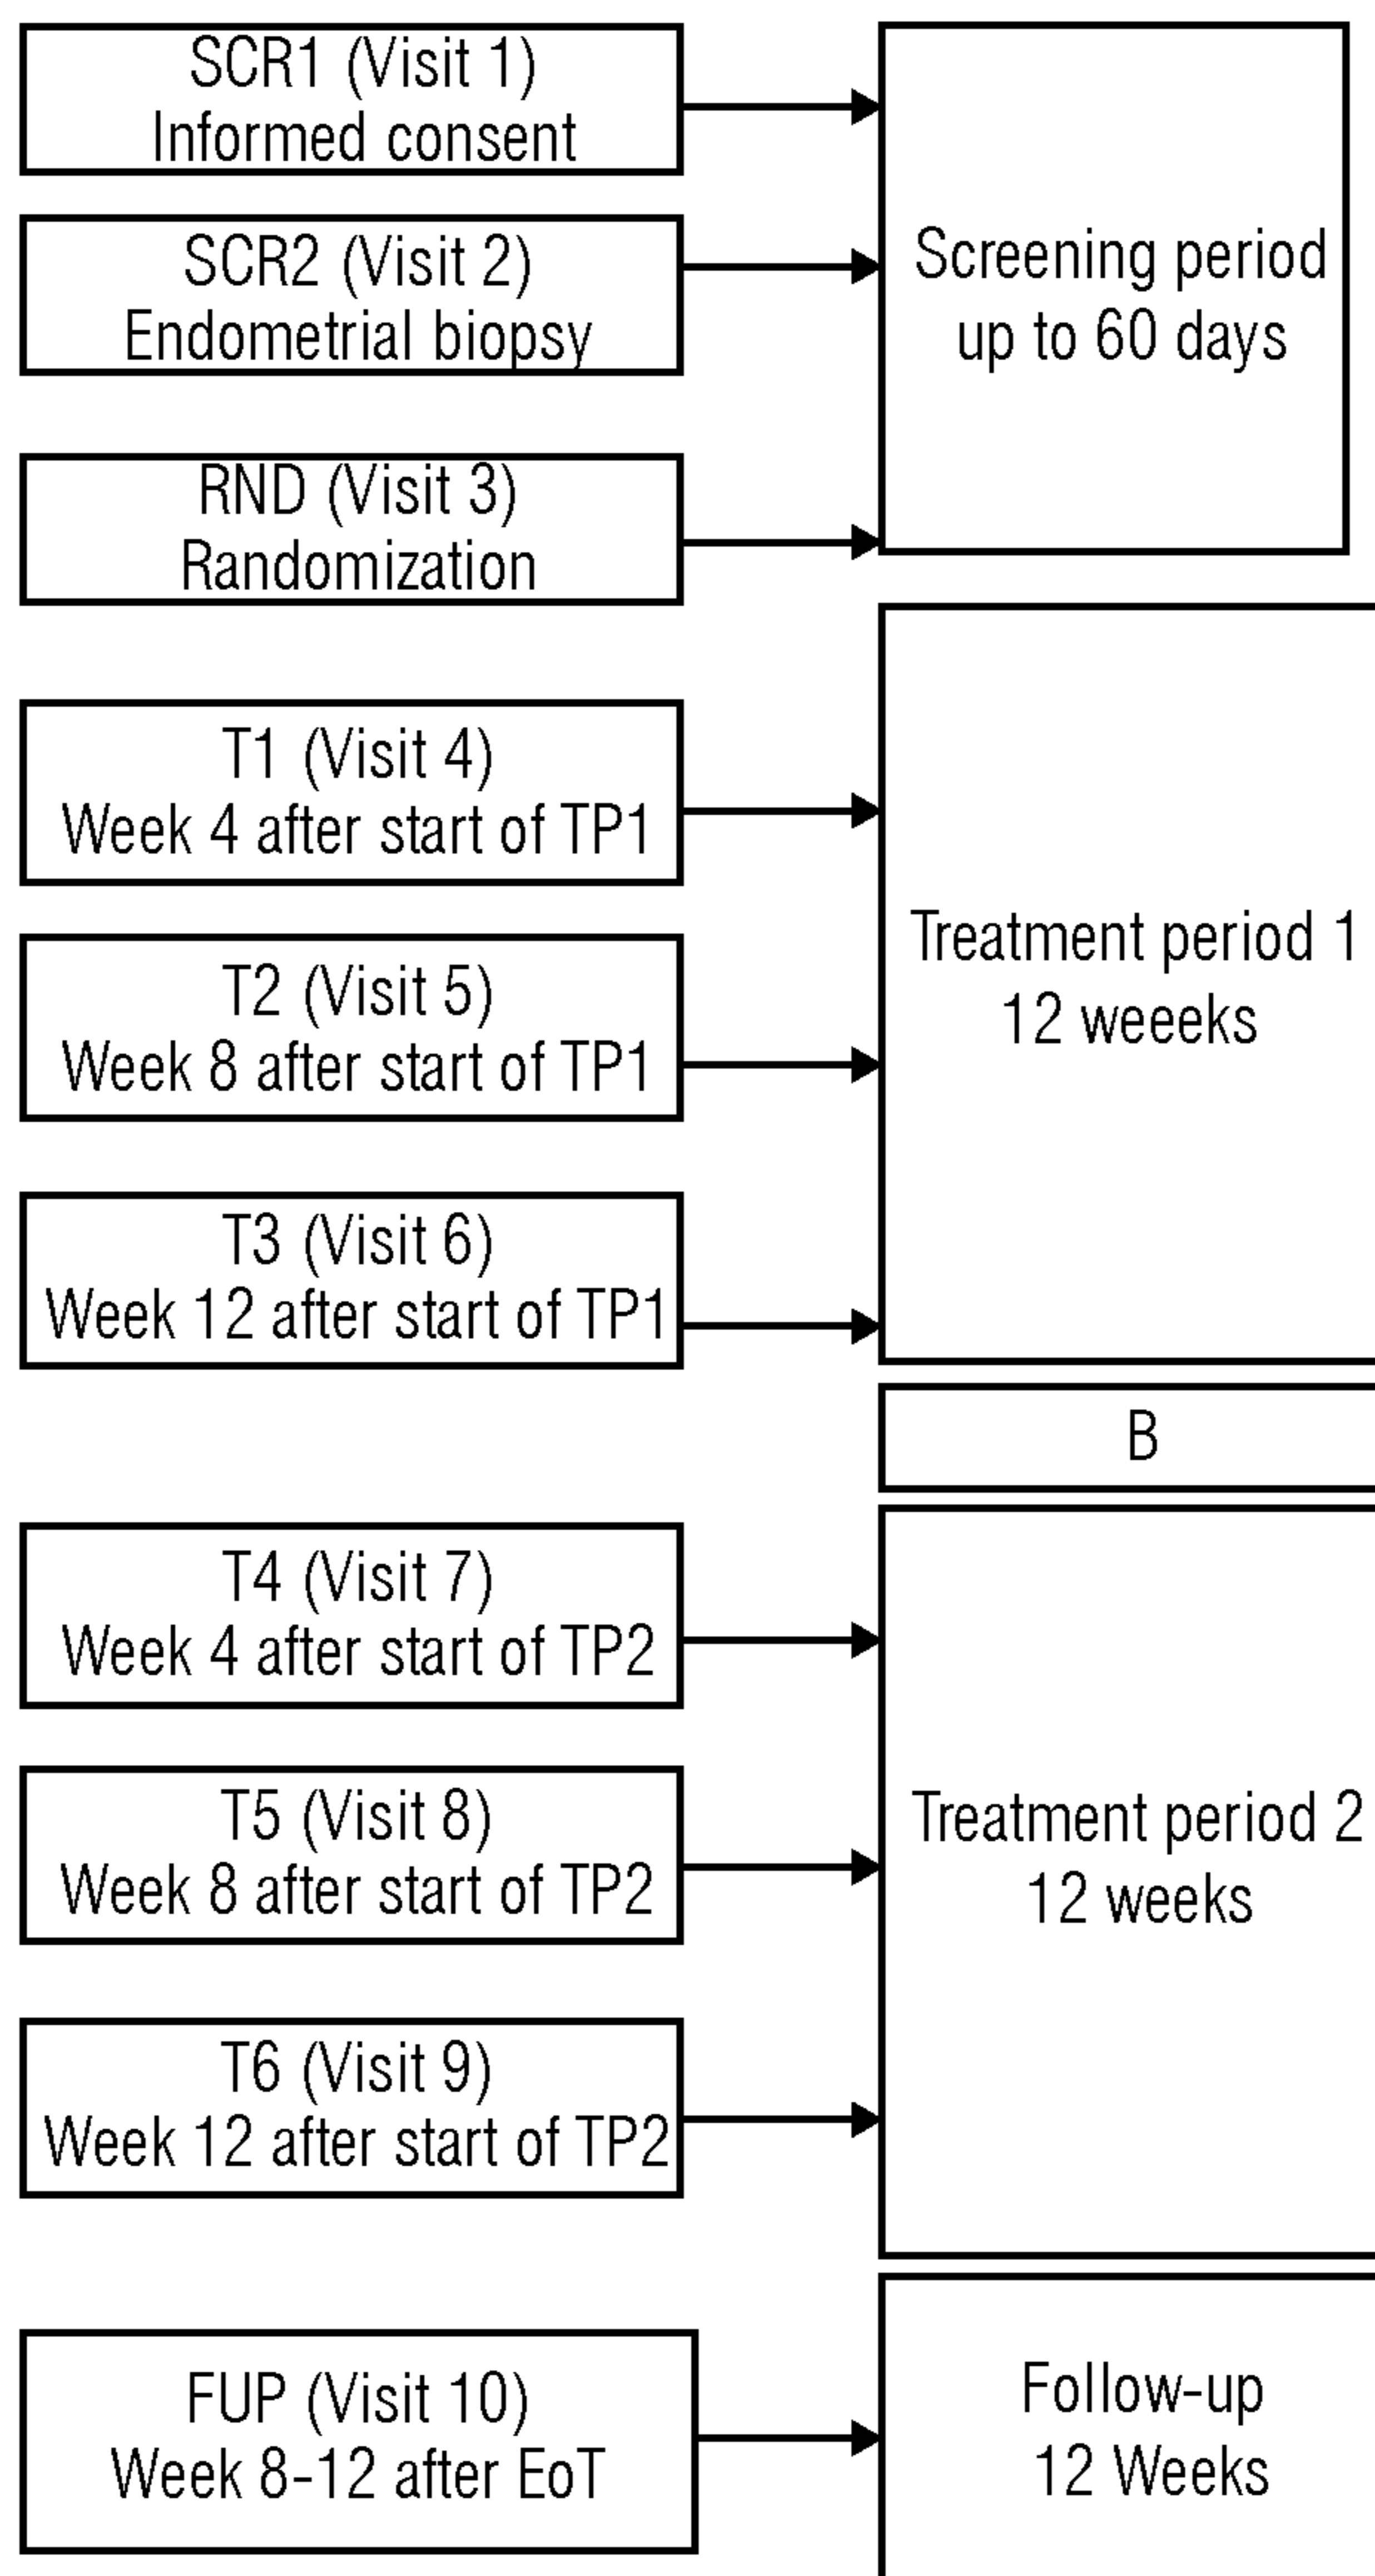 SCR1 (Visit 1)
Informed consent
SCR2 (Visit 2)
Endometrial biopsy
Screening period
up to 60 days
RND (Visit 3)
Randomization
T1 (Visit 4)
Week 4 after start of TP1
T2 (Visit 5)
Week 8 after start of TP1
T3 (Visit 6)
Week 12 after start of TP1
Treatment period 1
12 weeeks
B
T4 (Visit 7)
Week 4 after start of TP2
T5 (Visit 8)
Week 8 after start of TP2
T6 (Visit 9)
Week 12 after start of TP2
Treatment period 2
12 weeks
FUP (Visit 10)
Week 8-12 after EoT
Follow-up
12 Weeks